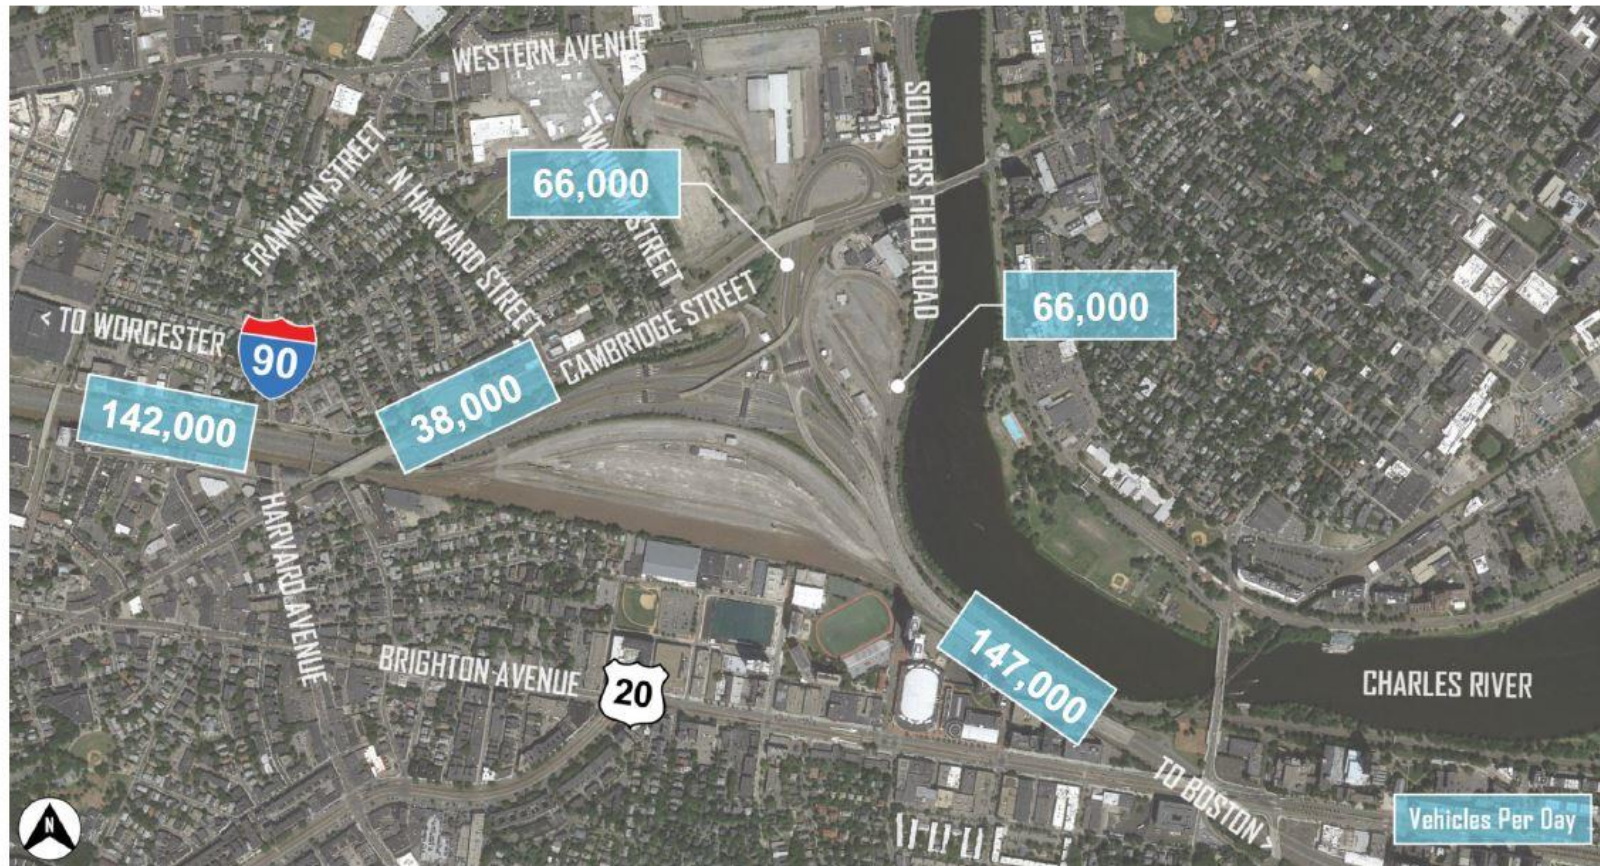 WESTERN AVENUE
SOLDIERS FIELD ROAD
FRANKLIN STREET
N HARVARD STREET
STREET
66,000
CAMBRIDGE STREET
66,000
< TO WORCESTER
90
142,000
38,000
HARVARD AVENUE
BRIGHTON AVENUE
20
147,000
CHARLES RIVER
TO BOSTON >
Vehicles Per Day
N